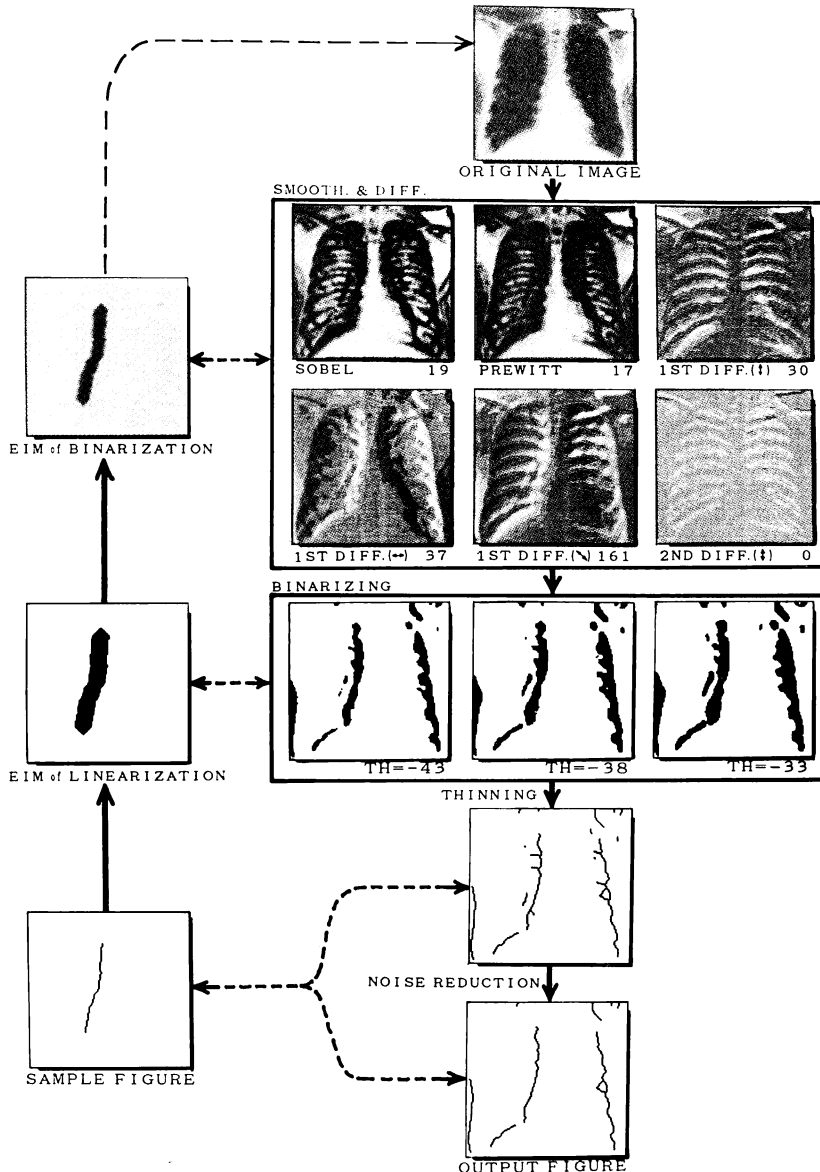 ORIGINAL IMAGE
SMOOTH. & DIFF.
SOBEL 19
PREWITT 17
1ST DIFF.(↕) 30
EIM of BINARIZATION
1ST DIFF.(↔) 37
1ST DIFF.(⤡) 161
2ND DIFF.(↕) 0
BINARIZING
TH=-43
TH=-38
TH=-33
EIM of LINEARIZATION
THINNING
NOISE REDUCTION
SAMPLE FIGURE
OUTPUT FIGURE